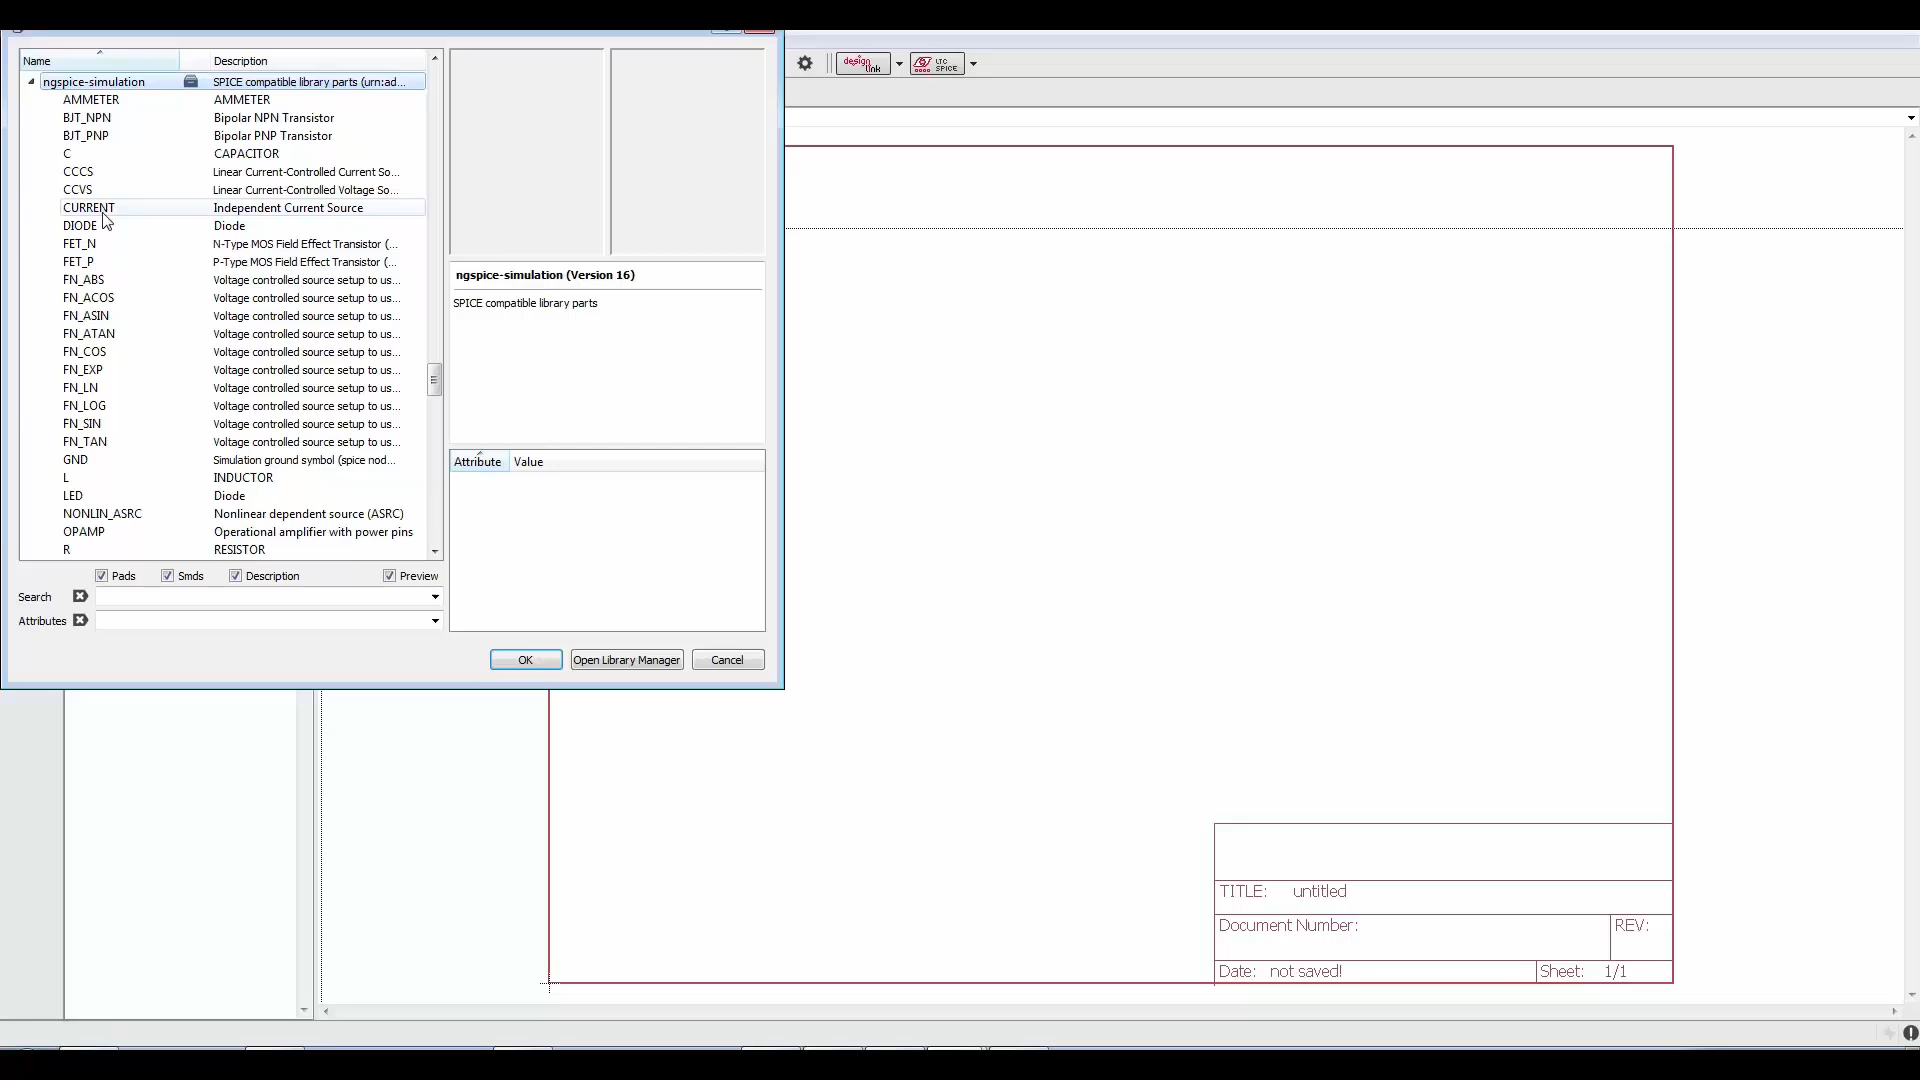 Name Description
ngspice-simulation SPICE compatible library parts (urn:ad...
AMMETER AMMETER
BJT_NPN Bipolar NPN Transistor
BJT_PNP Bipolar PNP Transistor
C CAPACITOR
CCCS Linear Current-Controlled Current So...
CCVS Linear Current-Controlled Voltage So...
CURRENT Independent Current Source
DIODE Diode
FET_N N-Type MOS Field Effect Transistor (...
FET_P P-Type MOS Field Effect Transistor (...
FN_ABS Voltage controlled source setup to us...
FN_ACOS Voltage controlled source setup to us...
FN_ASIN Voltage controlled source setup to us...
FN_ATAN Voltage controlled source setup to us...
FN_COS Voltage controlled source setup to us...
FN_EXP Voltage controlled source setup to us...
FN_LN Voltage controlled source setup to us...
FN_LOG Voltage controlled source setup to us...
FN_SIN Voltage controlled source setup to us...
FN_TAN Voltage controlled source setup to us...
GND Simulation ground symbol (spice nod...
L INDUCTOR
LED Diode
NONLIN_ASRC Nonlinear dependent source (ASRC)
OPAMP Operational amplifier with power pins
R RESISTOR
Pads Smds Description Preview
Search
Attributes
ngspice-simulation (Version 16)
SPICE compatible library parts
Attribute Value
OK Open Library Manager Cancel
design link
LTC SPICE
TITLE: untitled
Document Number: REV:
Date: not saved! Sheet: 1/1